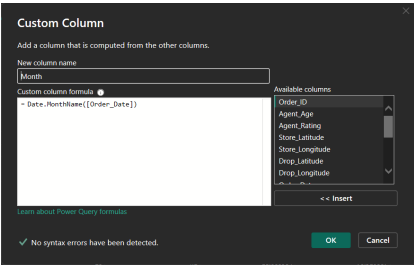 Custom Column
Add a column that is computed from the other columns.
New column name
Month
Custom column formula
= Date.MonthName([Order_Date])
Available columns
Order_ID
Agent_Age
Agent_Rating
Store_Latitude
Store_Longitude
Drop_Latitude
Drop_Longitude
<< Insert
Learn about Power Query formulas
No syntax errors have been detected.
OK
Cancel